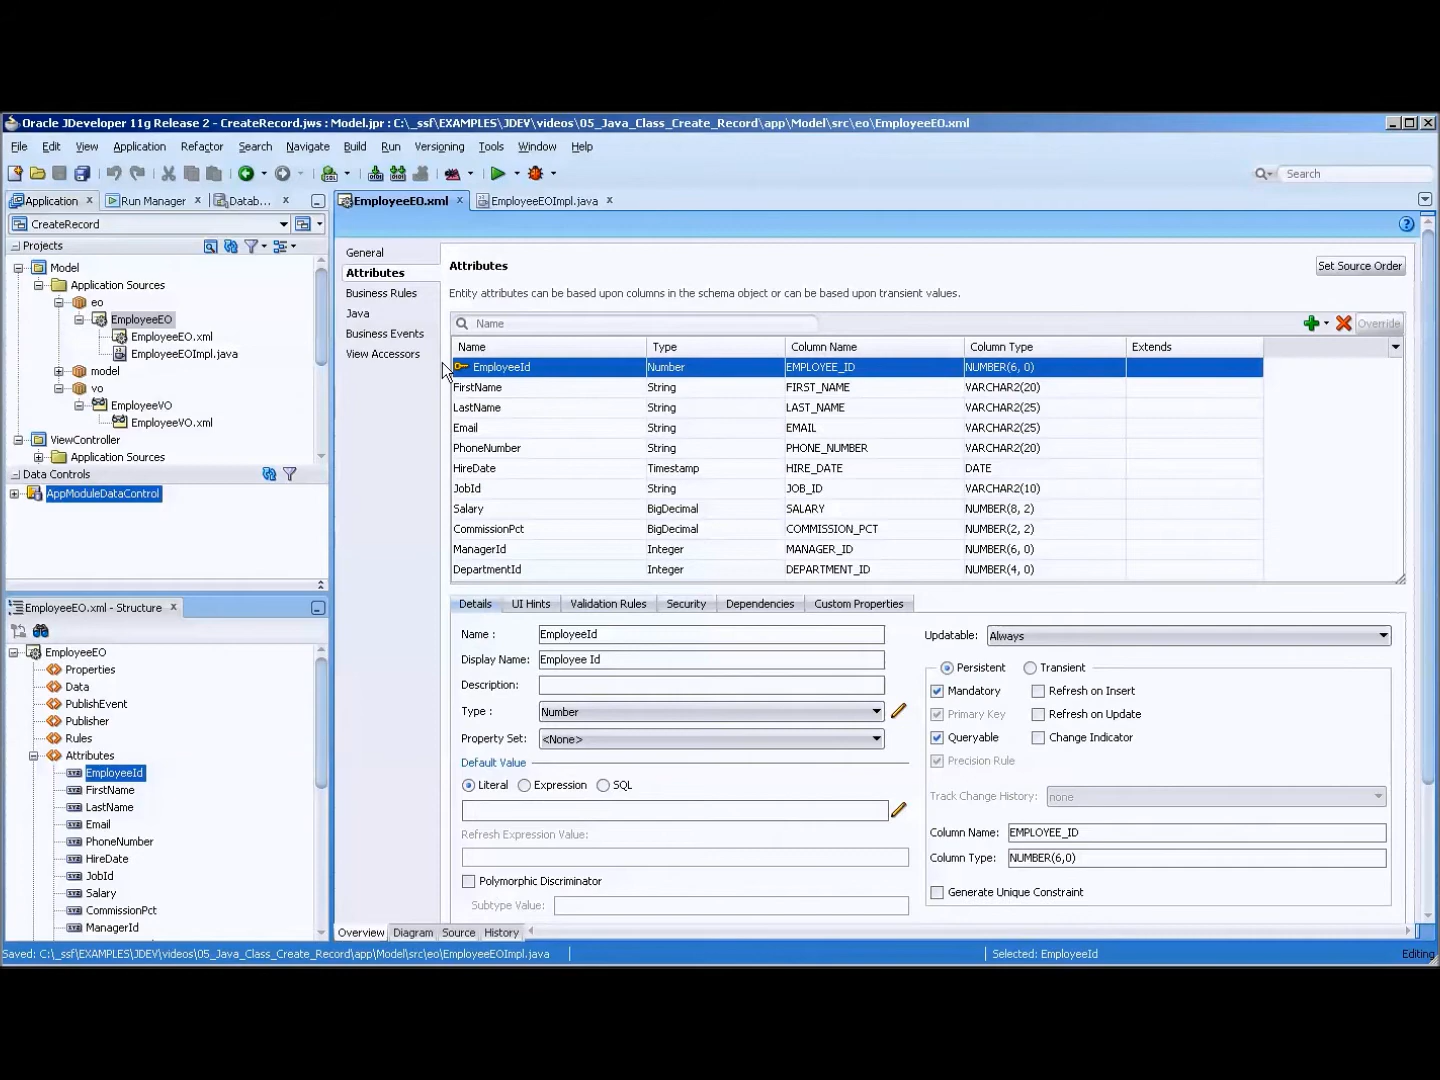 Oracle JDeveloper 11g Release 2 - CreateRecord.jws : Model.jpr : C:\_ssf\EXAMPLES\JDEV\videos\05_Java_Class_Create_Record\app\Model\src\eo\EmployeeEO.xml
File Edit View Application Refactor Search Navigate Build Run Versioning Tools Window Help
Search
Application Run Manager Datab... EmployeeEO.xml EmployeeEOImpl.java
CreateRecord
Projects
Model
Application Sources
eo
EmployeeEO
EmployeeEO.xml
EmployeeEOImpl.java
model
vo
EmployeeVO
EmployeeVO.xml
ViewController
Application Sources
Data Controls
AppModuleDataControl
EmployeeEO.xml - Structure
EmployeeEO
Properties
Data
PublishEvent
Publisher
Rules
Attributes
EmployeeId
FirstName
LastName
Email
PhoneNumber
HireDate
JobId
Salary
CommissionPct
ManagerId
General
Attributes
Business Rules
Java
Business Events
View Accessors
Attributes
Set Source Order
Entity attributes can be based upon columns in the schema object or can be based upon transient values.
Name
Override
Name Type Column Name Column Type Extends
EmployeeId Number EMPLOYEE_ID NUMBER(6, 0)
FirstName String FIRST_NAME VARCHAR2(20)
LastName String LAST_NAME VARCHAR2(25)
Email String EMAIL VARCHAR2(25)
PhoneNumber String PHONE_NUMBER VARCHAR2(20)
HireDate Timestamp HIRE_DATE DATE
JobId String JOB_ID VARCHAR2(10)
Salary BigDecimal SALARY NUMBER(8, 2)
CommissionPct BigDecimal COMMISSION_PCT NUMBER(2, 2)
ManagerId Integer MANAGER_ID NUMBER(6, 0)
DepartmentId Integer DEPARTMENT_ID NUMBER(4, 0)
Details UI Hints Validation Rules Security Dependencies Custom Properties
Name : EmployeeId
Display Name: Employee Id
Description:
Type : Number
Property Set: <None>
Default Value
Literal Expression SQL
Refresh Expression Value:
Polymorphic Discriminator
Subtype Value:
Updatable: Always
Persistent Transient
Mandatory Refresh on Insert
Primary Key Refresh on Update
Queryable Change Indicator
Precision Rule
Track Change History: none
Column Name: EMPLOYEE_ID
Column Type: NUMBER(6,0)
Generate Unique Constraint
Overview Diagram Source History
Saved: C:\_ssf\EXAMPLES\JDEV\videos\05_Java_Class_Create_Record\app\Model\src\eo\EmployeeEOImpl.java
Selected: EmployeeId
Editing